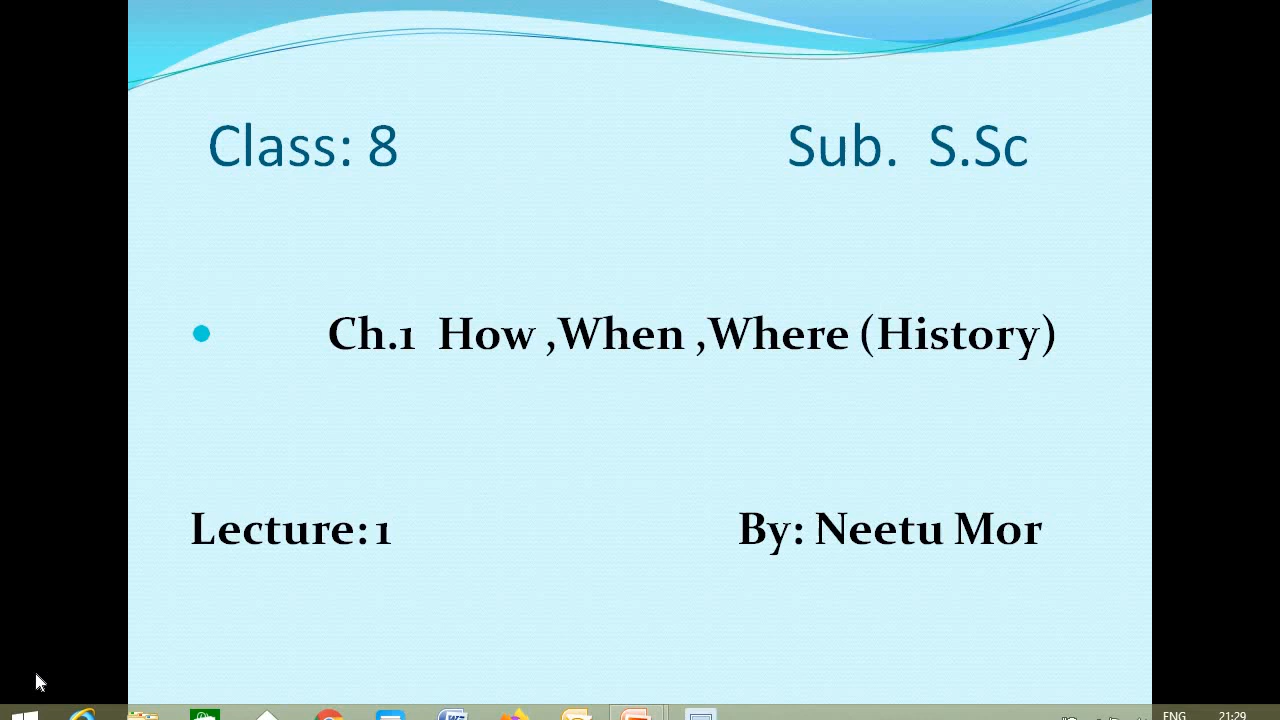 Class: 8 Sub. S.Sc
Ch.1 How ,When ,Where (History)
Lecture: 1 By: Neetu Mor
ENG 21:29